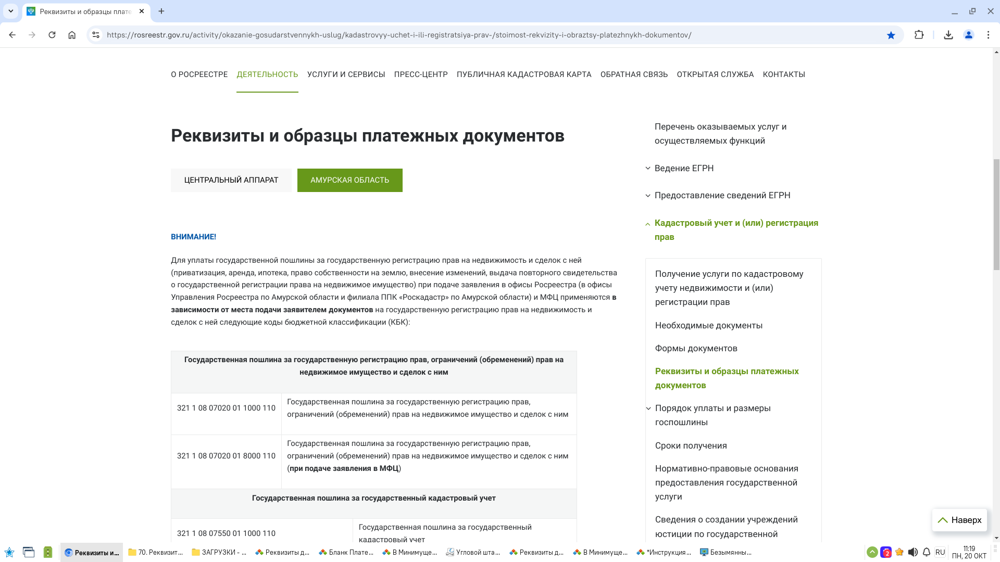 Реквизиты и образцы плате
https://rosreestr.gov.ru/activity/okazanie-gosudarstvennykh-uslug/kadastrovyy-uchet-i-ili-registratsiya-prav-/stoimost-rekvizity-i-obraztsy-platezhnykh-dokumentov/
О РОСРЕЕСТРЕ ДЕЯТЕЛЬНОСТЬ УСЛУГИ И СЕРВИСЫ ПРЕСС-ЦЕНТР ПУБЛИЧНАЯ КАДАСТРОВАЯ КАРТА ОБРАТНАЯ СВЯЗЬ ОТКРЫТАЯ СЛУЖБА КОНТАКТЫ
Реквизиты и образцы платежных документов
ЦЕНТРАЛЬНЫЙ АППАРАТ АМУРСКАЯ ОБЛАСТЬ
ВНИМАНИЕ!
Для уплаты государственной пошлины за государственную регистрацию прав на недвижимость и сделок с ней
(приватизация, аренда, ипотека, право собственности на землю, внесение изменений, выдача повторного свидетельства
о государственной регистрации права на недвижимое имущество) при подаче заявления в офисы Росреестра (в офисы
Управления Росреестра по Амурской области и филиала ППК «Роскадастр» по Амурской области) и МФЦ применяются в
зависимости от места подачи заявителем документов на государственную регистрацию прав на недвижимость и
сделок с ней следующие коды бюджетной классификации (КБК):
Государственная пошлина за государственную регистрацию прав, ограничений (обременений) прав на
недвижимое имущество и сделок с ним
321 1 08 07020 01 1000 110
Государственная пошлина за государственную регистрацию прав,
ограничений (обременений) прав на недвижимое имущество и сделок с ним
321 1 08 07020 01 8000 110
Государственная пошлина за государственную регистрацию прав,
ограничений (обременений) прав на недвижимое имущество и сделок с ним
(при подаче заявления в МФЦ)
Государственная пошлина за государственный кадастровый учет
321 1 08 07550 01 1000 110
Государственная пошлина за государственный
кадастровый учет
Перечень оказываемых услуг и
осуществляемых функций
Ведение ЕГРН
Предоставление сведений ЕГРН
Кадастровый учет и (или) регистрация
прав
Получение услуги по кадастровому
учету недвижимости и (или)
регистрации прав
Необходимые документы
Формы документов
Реквизиты и образцы платежных
документов
Порядок уплаты и размеры
госпошлины
Сроки получения
Нормативно-правовые основания
предоставления государственной
услуги
Сведения о создании учреждений
юстиции по государственной
Наверх
Реквизиты и... 70. Реквизит... ЗАГРУЗКИ - ... Реквизиты д... Бланк Плате... В Минимуще... Угловой шта... Реквизиты д... В Минимуще... *Инструкция... Безымянны...
2
RU
11:19
ПН, 20 ОКТ